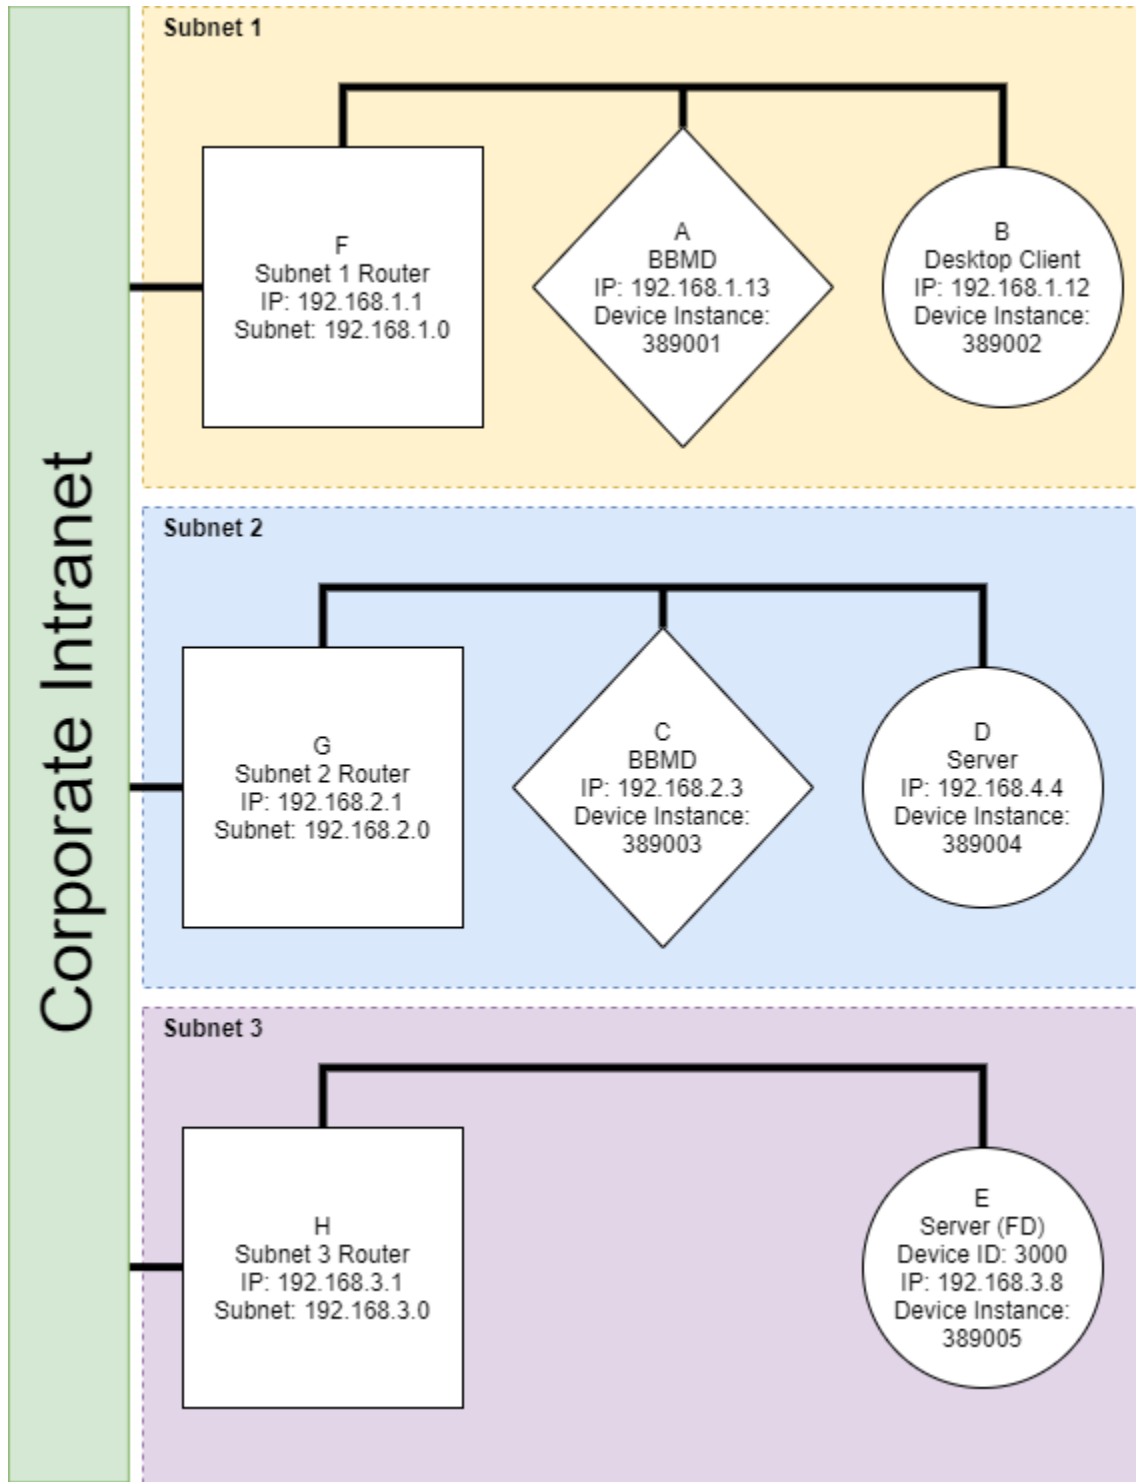 Corporate Intranet
Subnet 1
F
Subnet 1 Router
IP: 192.168.1.1
Subnet: 192.168.1.0
A
BBMD
IP: 192.168.1.13
Device Instance:
389001
B
Desktop Client
IP: 192.168.1.12
Device Instance:
389002
Subnet 2
G
Subnet 2 Router
IP: 192.168.2.1
Subnet: 192.168.2.0
C
BBMD
IP: 192.168.2.3
Device Instance:
389003
D
Server
IP: 192.168.4.4
Device Instance:
389004
Subnet 3
H
Subnet 3 Router
IP: 192.168.3.1
Subnet: 192.168.3.0
E
Server (FD)
Device ID: 3000
IP: 192.168.3.8
Device Instance:
389005